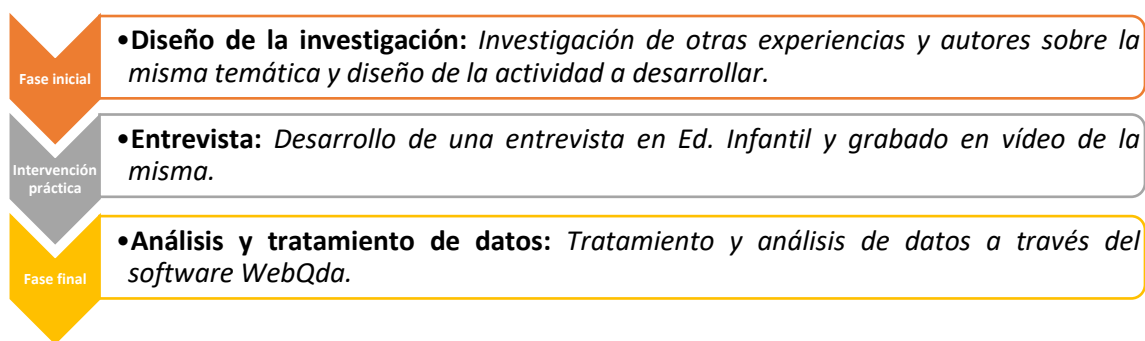 •Diseño de la investigación: Investigación de otras experiencias y autores sobre la
Fase inicial
misma temática y diseño de la actividad a desarrollar.
•Entrevista: Desarrollo de una entrevista en Ed. Infantil y grabado en vídeo de la
misma.
Intervención
práctica
•Análisis y tratamiento de datos: Tratamiento y análisis de datos a través del
software WebQda.
Fase final